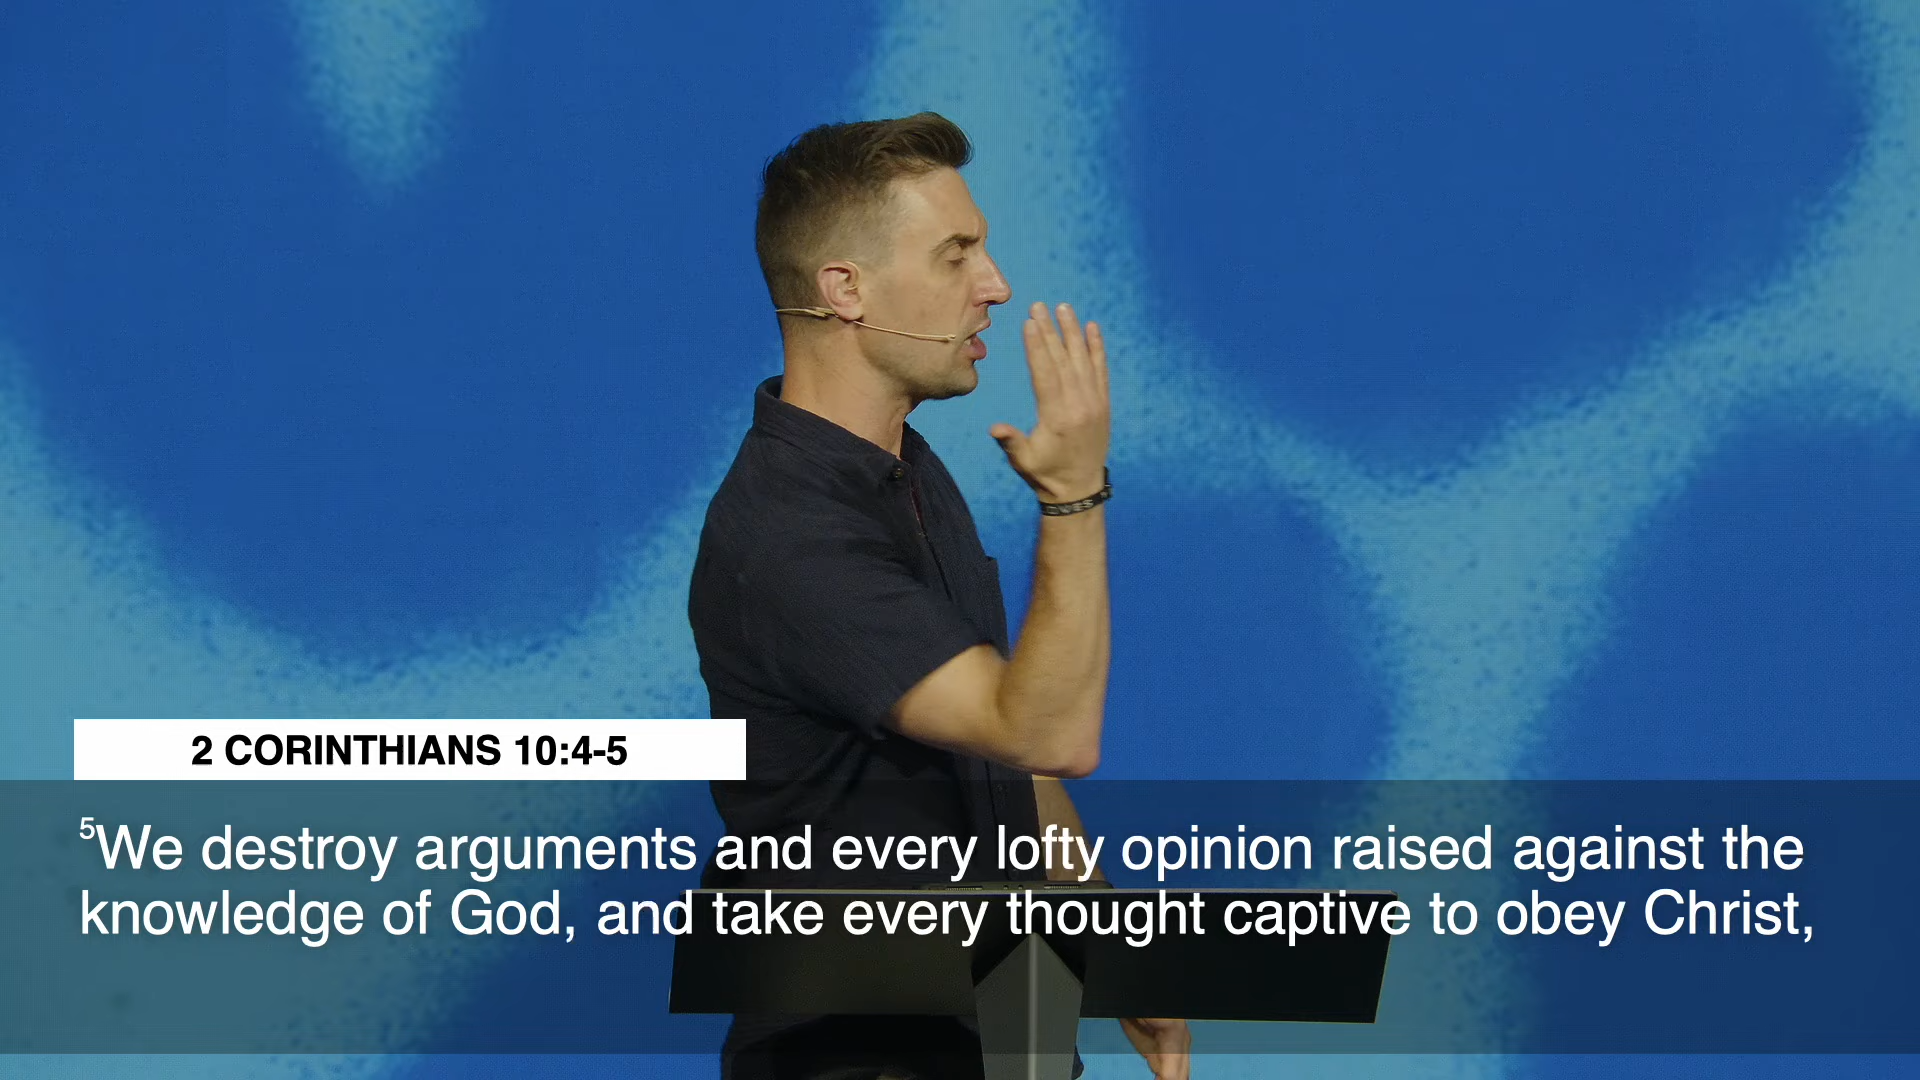 2 CORINTHIANS 10:4-5
⁵We destroy arguments and every lofty opinion raised against the
knowledge of God, and take every thought captive to obey Christ,